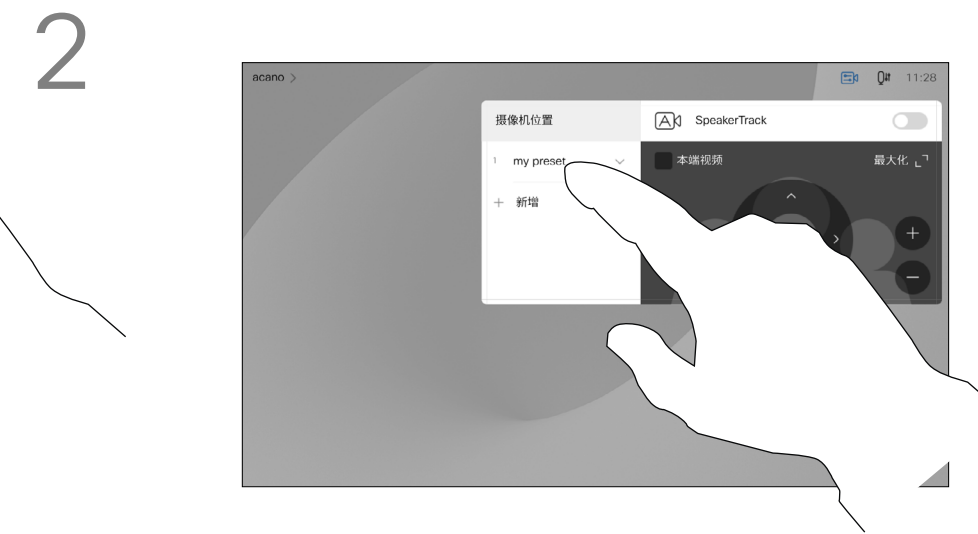 2
acano >
11:28
摄像机位置
SpeakerTrack
1 my preset
本端视频
最大化
+ 新增